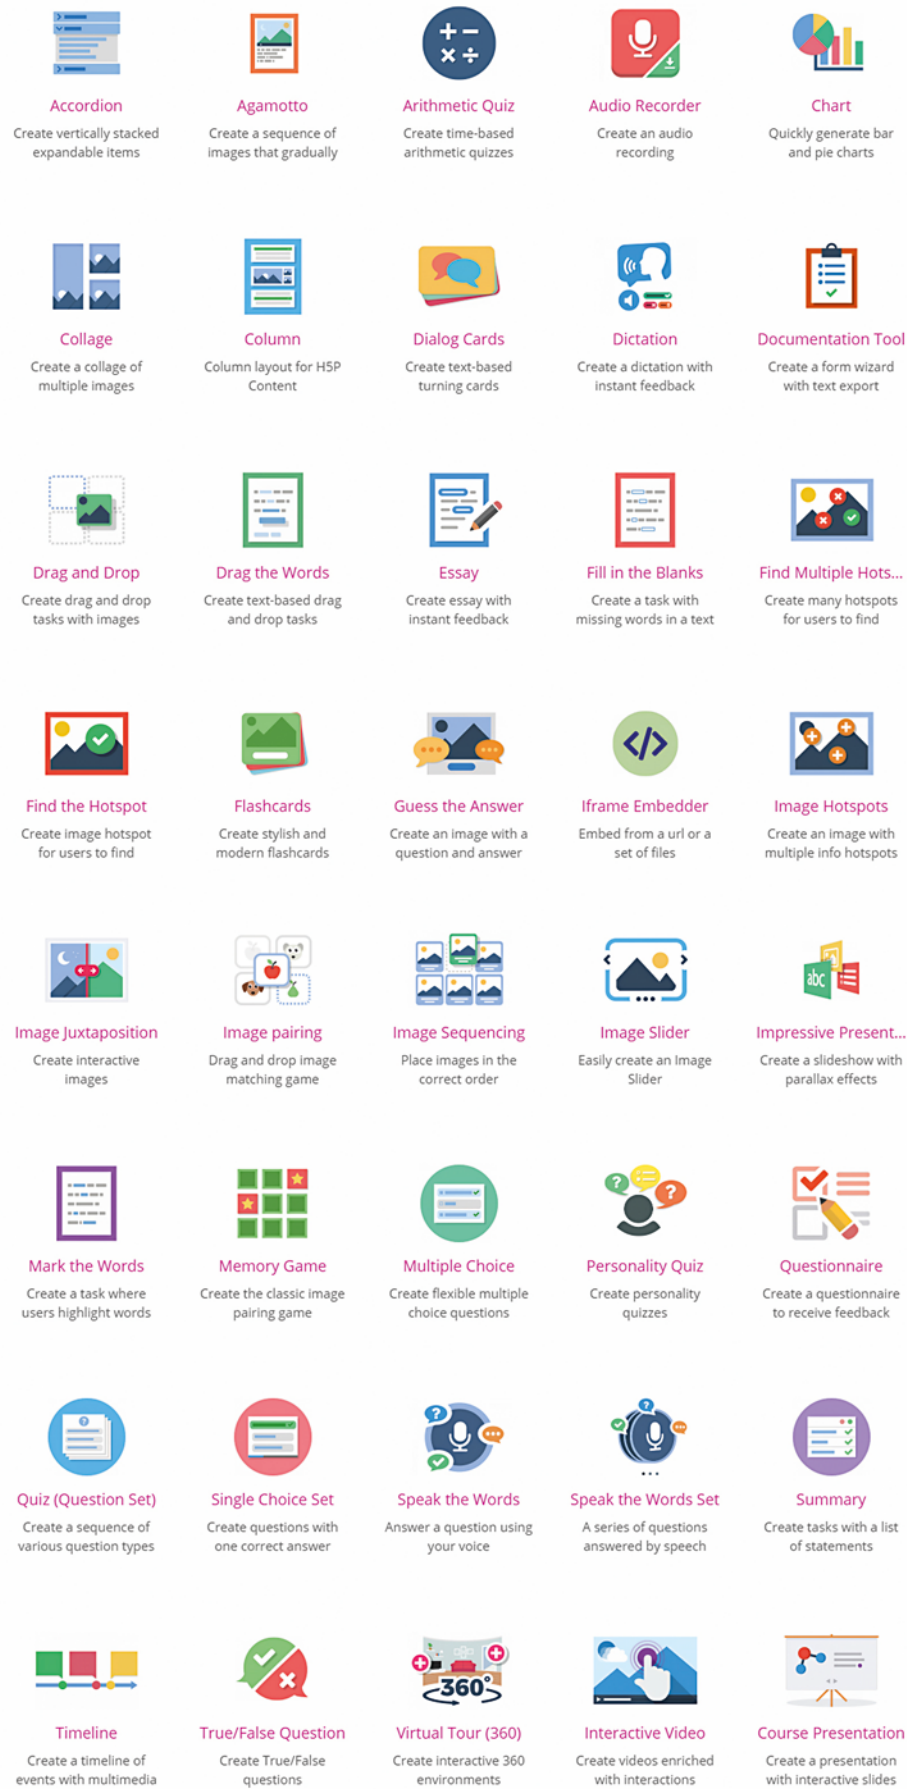 Accordion
Create vertically stacked
expandable items
Agamotto
Create a sequence of
images that gradually
Arithmetic Quiz
Create time-based
arithmetic quizzes
Audio Recorder
Create an audio
recording
Chart
Quickly generate bar
and pie charts
Collage
Create a collage of
multiple images
Column
Column layout for H5P
Content
Dialog Cards
Create text-based
turning cards
Dictation
Create a dictation with
instant feedback
Documentation Tool
Create a form wizard
with text export
Drag and Drop
Create drag and drop
tasks with images
Drag the Words
Create text-based drag
and drop tasks
Essay
Create essay with
instant feedback
Fill in the Blanks
Create a task with
missing words in a text
Find Multiple Hots...
Create many hotspots
for users to find
Find the Hotspot
Create image hotspot
for users to find
Flashcards
Create stylish and
modern flashcards
Guess the Answer
Create an image with a
question and answer
</>
Iframe Embedder
Embed from a url or a
set of files
Image Hotspots
Create an image with
multiple info hotspots
Image Juxtaposition
Create interactive
images
Image pairing
Drag and drop image
matching game
Image Sequencing
Place images in the
correct order
Image Slider
Easily create an Image
Slider
abc
Impressive Present...
Create a slideshow with
parallax effects
Mark the Words
Create a task where
users highlight words
Memory Game
Create the classic image
pairing game
Multiple Choice
Create flexible multiple
choice questions
Personality Quiz
Create personality
quizzes
Questionnaire
Create a questionnaire
to receive feedback
Quiz (Question Set)
Create a sequence of
various question types
Single Choice Set
Create questions with
one correct answer
Speak the Words
Answer a question using
your voice
Speak the Words Set
A series of questions
answered by speech
Summary
Create tasks with a list
of statements
Timeline
Create a timeline of
events with multimedia
True/False Question
Create True/False
questions
360°
Virtual Tour (360)
Create interactive 360
environments
Interactive Video
Create videos enriched
with interactions
Course Presentation
Create a presentation
with interactive slides